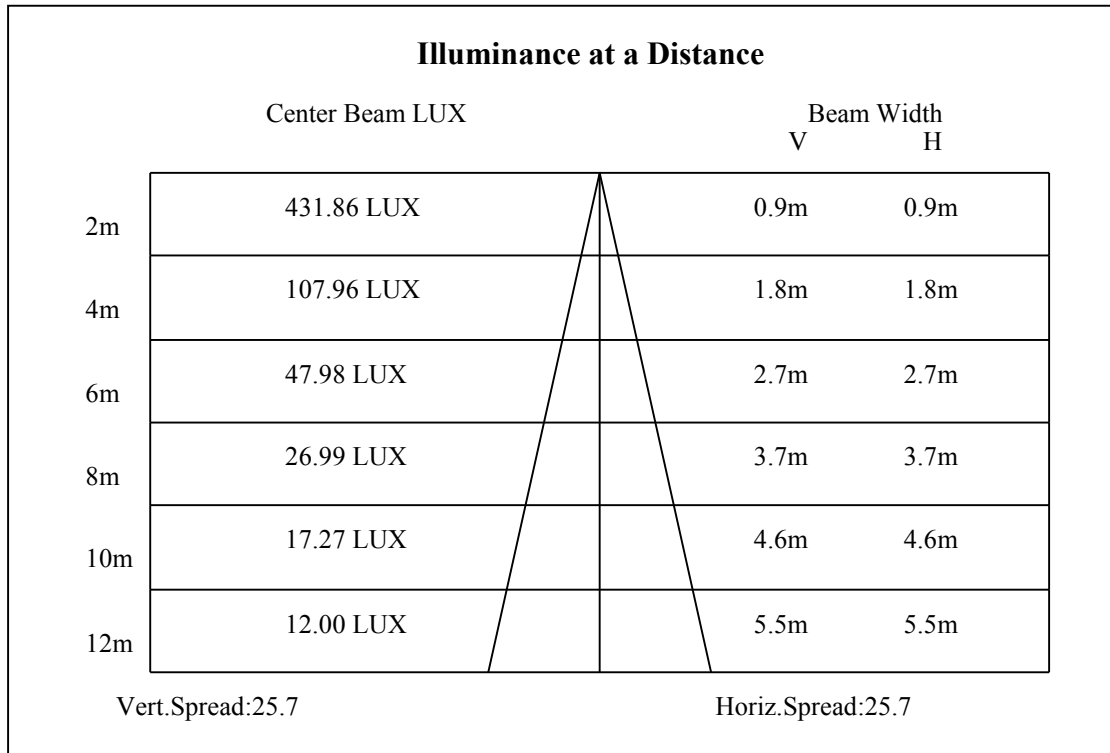 Illuminance at a Distance
Center Beam LUX Beam Width
V H
2m 431.86 LUX 0.9m 0.9m
4m 107.96 LUX 1.8m 1.8m
6m 47.98 LUX 2.7m 2.7m
8m 26.99 LUX 3.7m 3.7m
10m 17.27 LUX 4.6m 4.6m
12m 12.00 LUX 5.5m 5.5m
Vert.Spread:25.7 Horiz.Spread:25.7